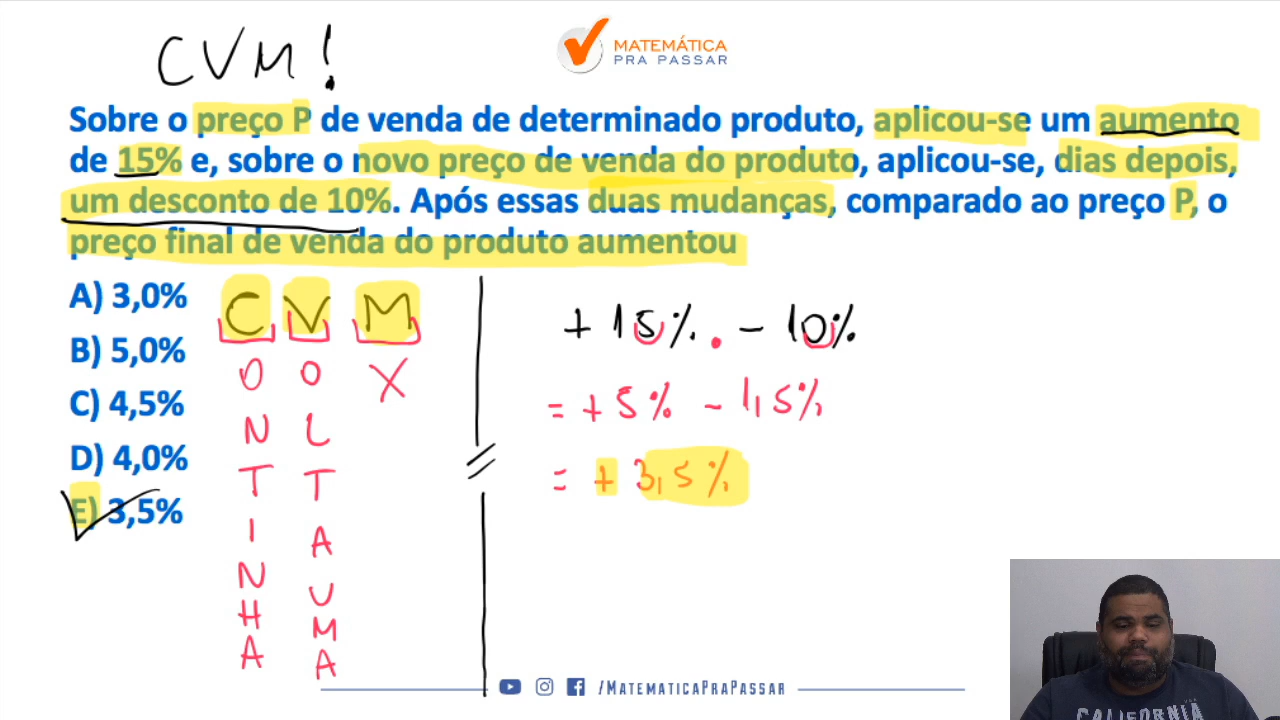 CVM!
MATEMÁTICA
PRA PASSAR
Sobre o preço P de venda de determinado produto, aplicou-se um aumento
de 15% e, sobre o novo preço de venda do produto, aplicou-se, dias depois,
um desconto de 10%. Após essas duas mudanças, comparado ao preço P, o
preço final de venda do produto aumentou
A) 3,0%
B) 5,0%
C) 4,5%
D) 4,0%
E) 3,5%
C V M
O O X
N L
T T
I A
N U
H M
A A
+15% . -10%
= +5% - 1,5%
= + 3,5%
/MATEMATICAPRAPASSAR
CALIFORNIA